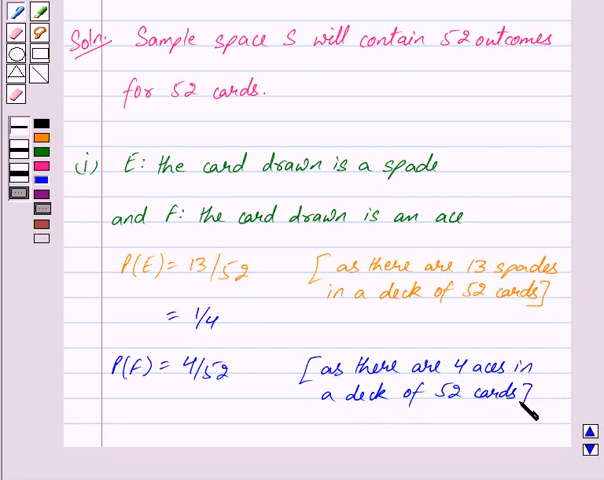 Soln. Sample space S will contain 52 outcomes
for 52 cards.
(i) E: the card drawn is a spade
and F: the card drawn is an ace
P(E) = 13/52 [as there are 13 spades
in a deck of 52 cards]
= 1/4
P(F) = 4/52 [as there are 4 aces in
a deck of 52 cards]